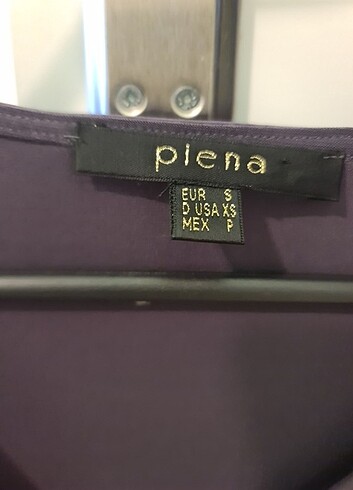 piena
EUR S
D USA XS
MEX P